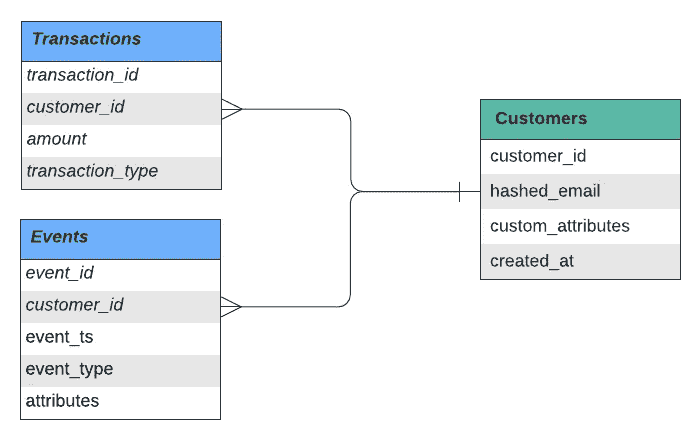 Transactions
transaction_id
customer_id
amount
transaction_type
Customers
customer_id
hashed_email
custom_attributes
created_at
Events
event_id
customer_id
event_ts
event_type
attributes